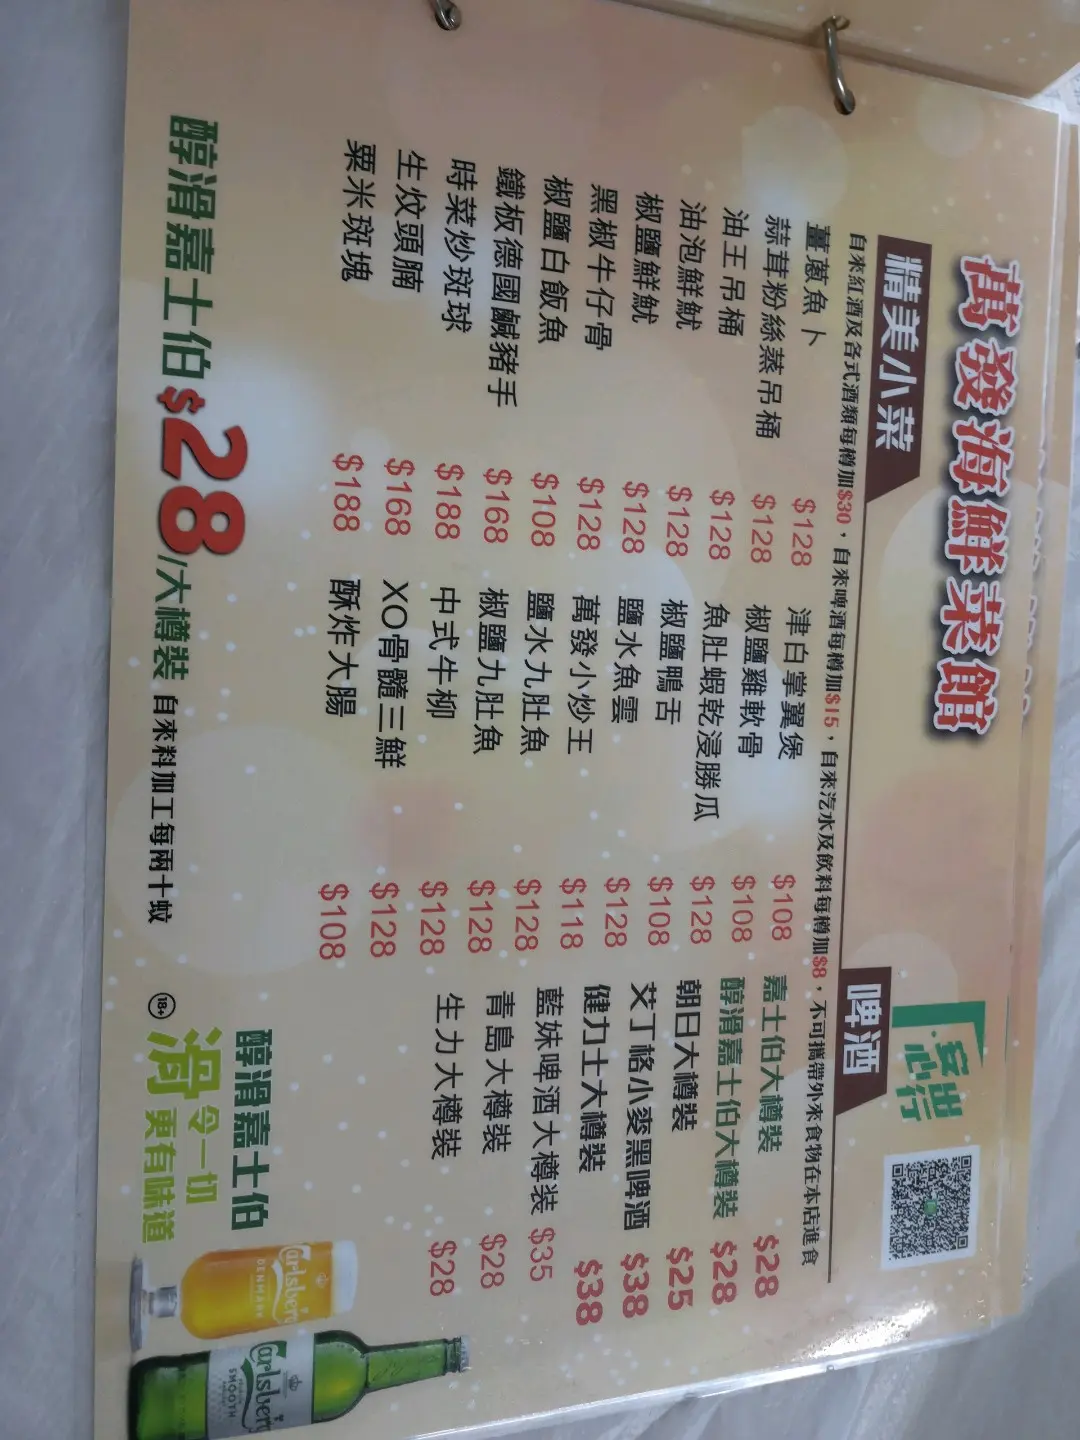 萬發海鮮菜館
安心出行
精美小菜
啤酒
自來紅酒及各式酒類每樽加$30，自來啤酒每樽加$15，自來汽水及飲料每樽加$8，不可攜帶外來食物在本店進食
薑蔥魚卜 $128
蒜茸粉絲蒸吊桶 $128
油王吊桶 $128
油泡鮮魷 $128
椒鹽鮮魷 $128
黑椒牛仔骨 $128
椒鹽白飯魚 $108
鐵板德國鹹豬手 $168
時菜炒斑球 $188
生炆頭腩 $168
粟米斑塊 $188
津白掌翼煲 $108
椒鹽雞軟骨 $108
魚肚蝦乾浸勝瓜 $128
椒鹽鴨舌 $108
鹽水魚雲 $128
萬發小炒王 $118
鹽水九肚魚 $128
椒鹽九肚魚 $128
中式牛柳 $128
XO骨髓三鮮 $128
酥炸大腸 $108
嘉士伯大樽裝 $28
醇滑嘉士伯大樽裝 $28
朝日大樽裝 $25
艾丁格小麥黑啤酒 $38
健力士大樽裝 $38
藍妹啤酒大樽裝 $35
青島大樽裝 $28
生力大樽裝 $28
醇滑嘉士伯$28/大樽裝
自來料加工每兩十蚊
18+
醇滑嘉士伯
滑令一切更有味道
Carlsberg
DENMARK
Carlsberg
SMOOTH